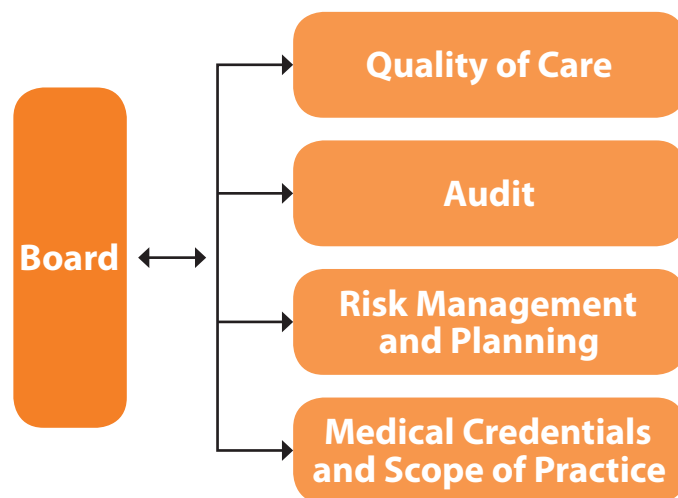 Board
Quality of Care
Audit
Risk Management
and Planning
Medical Credentials
and Scope of Practice